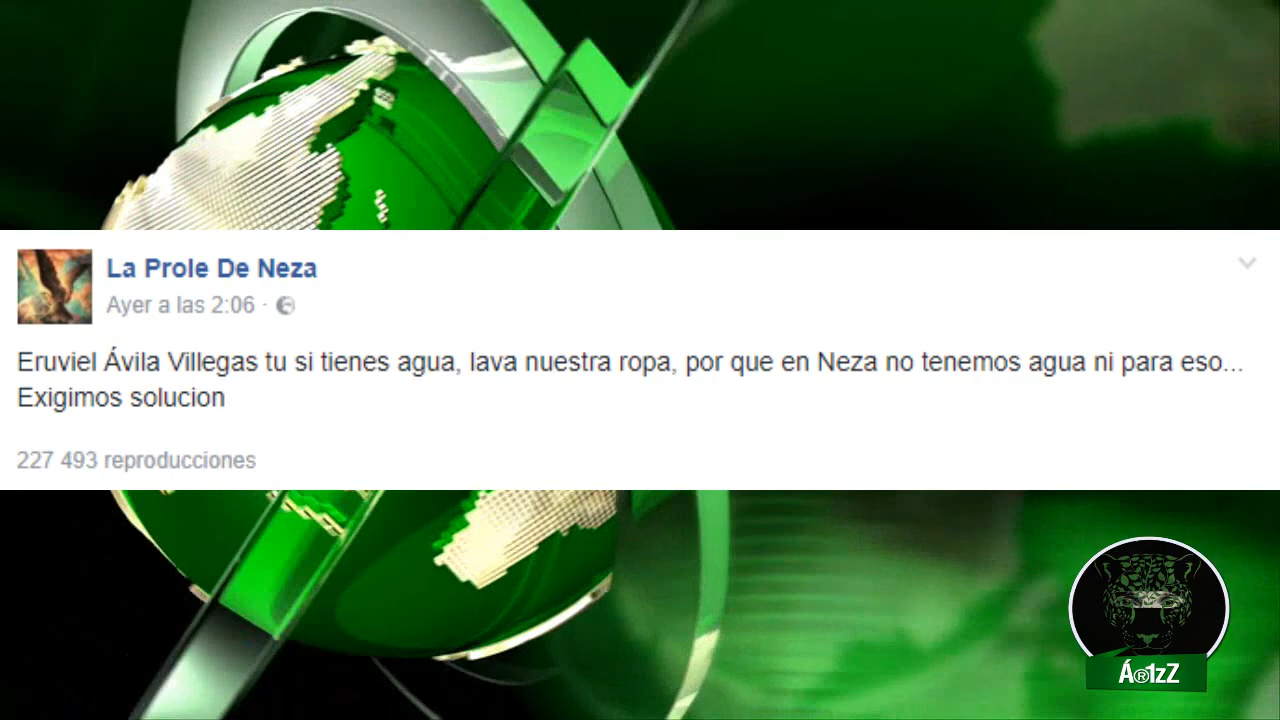 La Prole De Neza
Ayer a las 2:06 ·
Eruviel Ávila Villegas tu si tienes agua, lava nuestra ropa, por que en Neza no tenemos agua ni para eso...
Exigimos solucion
227 493 reproducciones
Á®1zZ